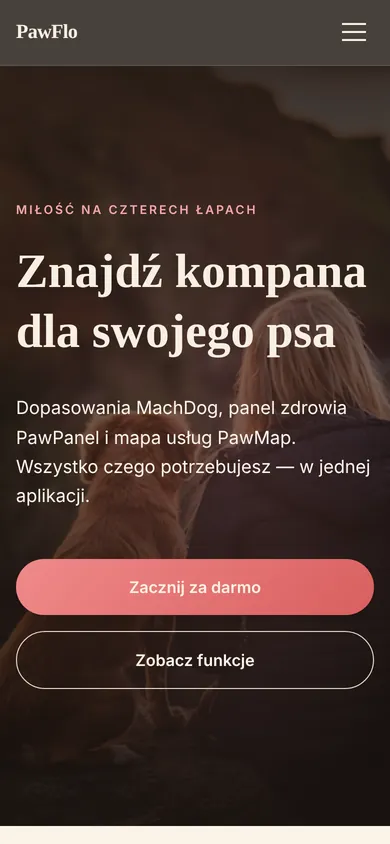 PawFlo
MIŁOŚĆ NA CZTERECH ŁAPACH
Znajdź kompana
dla swojego psa
Dopasowania MachDog, panel zdrowia
PawPanel i mapa usług PawMap.
Wszystko czego potrzebujesz — w jednej
aplikacji.
Zacznij za darmo
Zobacz funkcje